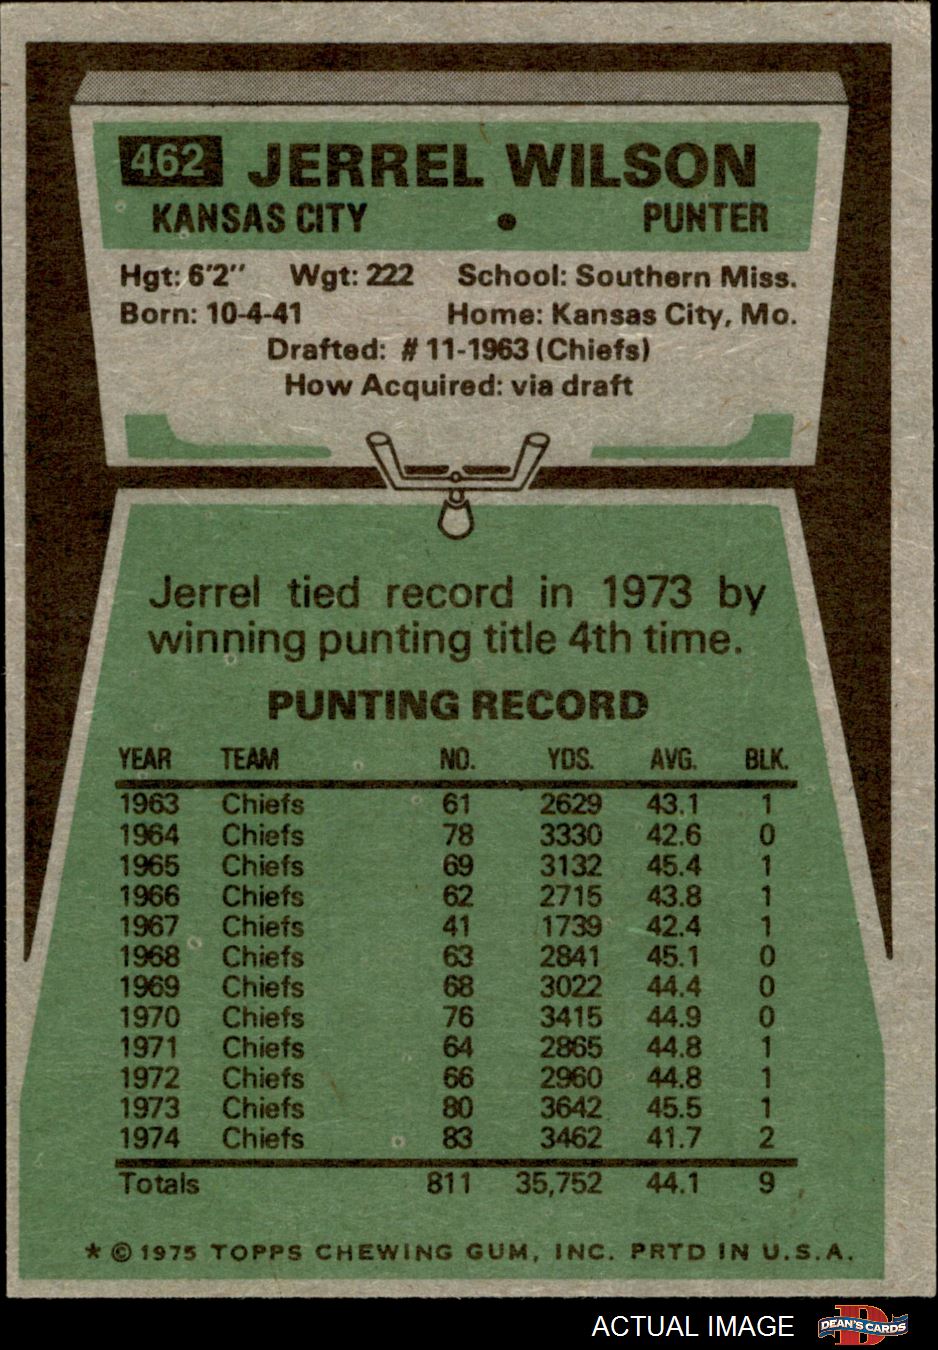 462 JERREL WILSON
KANSAS CITY • PUNTER
Hgt: 6'2" Wgt: 222 School: Southern Miss.
Born: 10-4-41 Home: Kansas City, Mo.
Drafted: #11-1963 (Chiefs)
How Acquired: via draft
Jerrel tied record in 1973 by
winning punting title 4th time.
PUNTING RECORD
YEAR TEAM NO. YDS. AVG. BLK.
1963 Chiefs 61 2629 43.1 1
1964 Chiefs 78 3330 42.6 0
1965 Chiefs 69 3132 45.4 1
1966 Chiefs 62 2715 43.8 1
1967 Chiefs 41 1739 42.4 1
1968 Chiefs 63 2841 45.1 0
1969 Chiefs 68 3022 44.4 0
1970 Chiefs 76 3415 44.9 0
1971 Chiefs 64 2865 44.8 1
1972 Chiefs 66 2960 44.8 1
1973 Chiefs 80 3642 45.5 1
1974 Chiefs 83 3462 41.7 2
Totals 811 35,752 44.1 9
* © 1975 TOPPS CHEWING GUM, INC. PRTD IN U.S.A.
ACTUAL IMAGE D DEAN'S CARDS